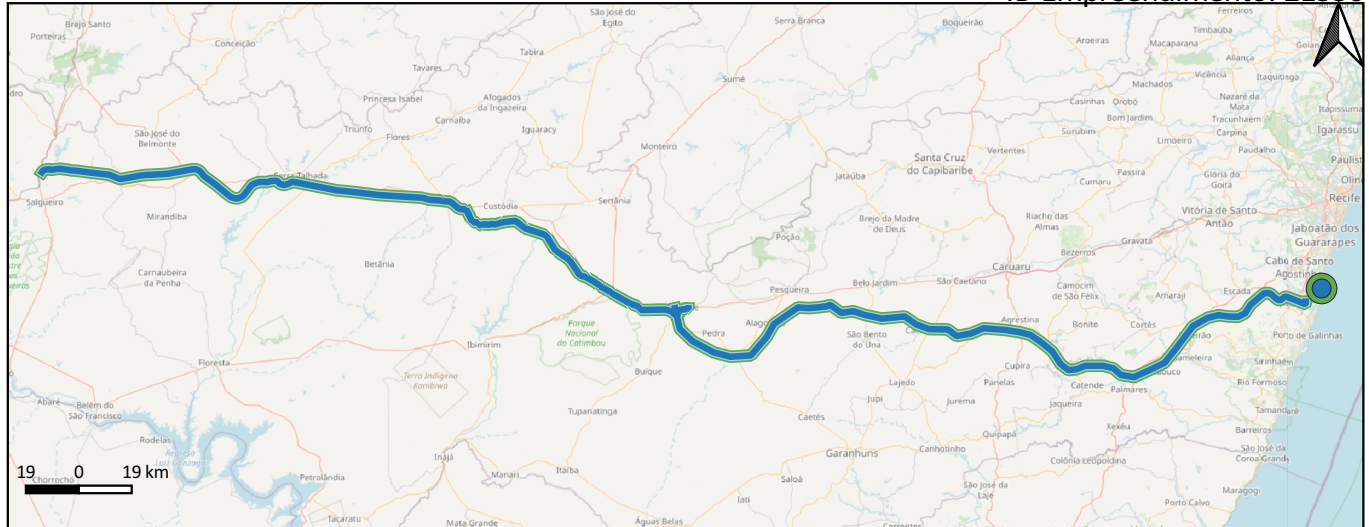 Ferreiros
Brejo Santo
São José do
Egito
Serra Branca
Boqueirão
Timbaúba
Porteiras
Conceição
Tabira
Aroeiras
Macaparana
Aliança
Sumé
Vicência
Itaquitinga
Tavares
Machados
Princesa Isabel
Afogados
da Ingazeira
Casinhas
Orobó
Nazaré da
Mata
Itapissuma
Carnaíba
Bom Jardim
Tracunhaém
São José do
Belmonte
Triunfo
Flores
Iguaracy
Surubim
Limoeiro
Carpina
Igarassu
Monteiro
Vertentes
Paudalho
Santa Cruz
do Capibaribe
Passira
Glória do
Goitá
Serra Talhada
Jataúba
Cumaru
Salgueiro
Sertânia
Recife
Custódia
Mirandiba
Brejo da Madre
de Deus
Riacho das
Almas
Vitória de Santo
Antão
Jaboatão dos
Guararapes
Poção
Gravatá
Betânia
Bezerros
Cabo de Santo
Agostinho
Carnaubeira
da Penha
Caruaru
Belo Jardim
São Caetano
Camocim
de São Félix
Pesqueira
Amaraji
Escada
Parque
Nacional
do Catimbau
Agrestina
Bonito
Cortês
Pedra
São Bento
do Una
Porto de Galinhas
Ibimirim
Floresta
Buíque
Cupira
Gameleira
Sirinhaém
Terra Indígena
Kambiwá
Lajedo
Panelas
Catende
Palmares
Rio Formoso
Abaré
Belém do
São Francisco
Jupi
Jurema
Jaqueira
Tupanatinga
Caetés
Tamandaré
Xexéu
Rodelas
Quipapá
Barreiros
Represa
Luiz Gonzaga
Garanhuns
Canhotinho
Inajá
Colônia Leopoldina
São José da
Coroa Grande
19 0 19 km
Itaíba
Manari
Saloá
Chorrochó
Petrolândia
São José da
Laje
Maragogi
Iati
Porto Calvo
Tacaratu
Mata Grande
Águas Belas